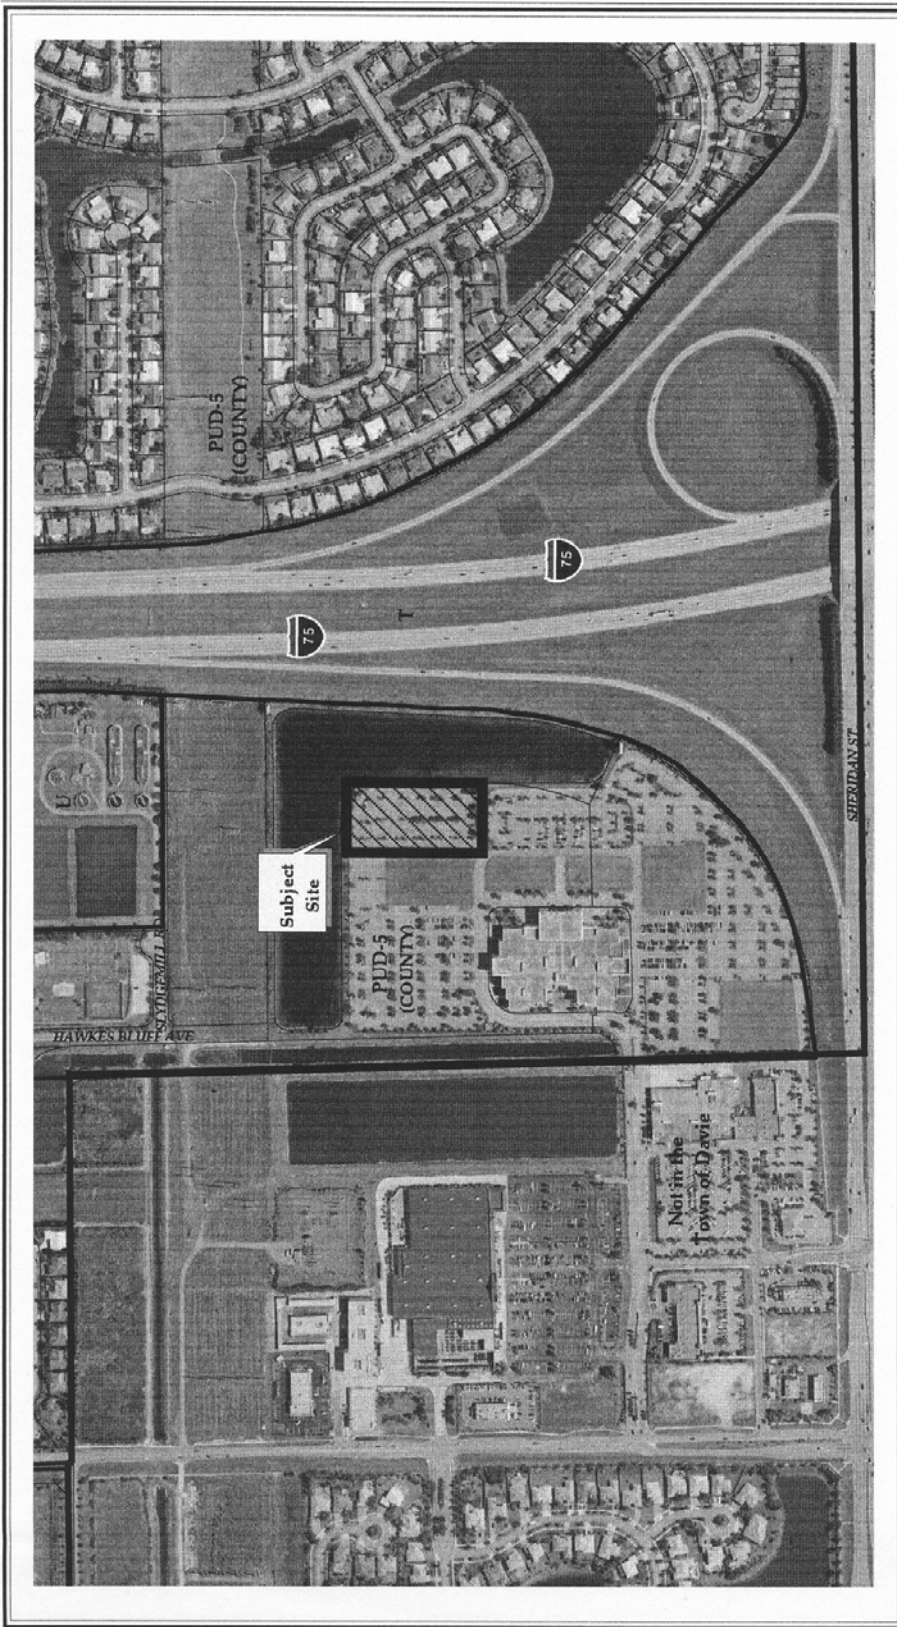 PUD-5
(COUNTY)
75
75
T
U
Subject
Site
PUD-5
(COUNTY)
SHERIDAN ST
HAWKES BLUFF AVE
Not in the
Town of Davie